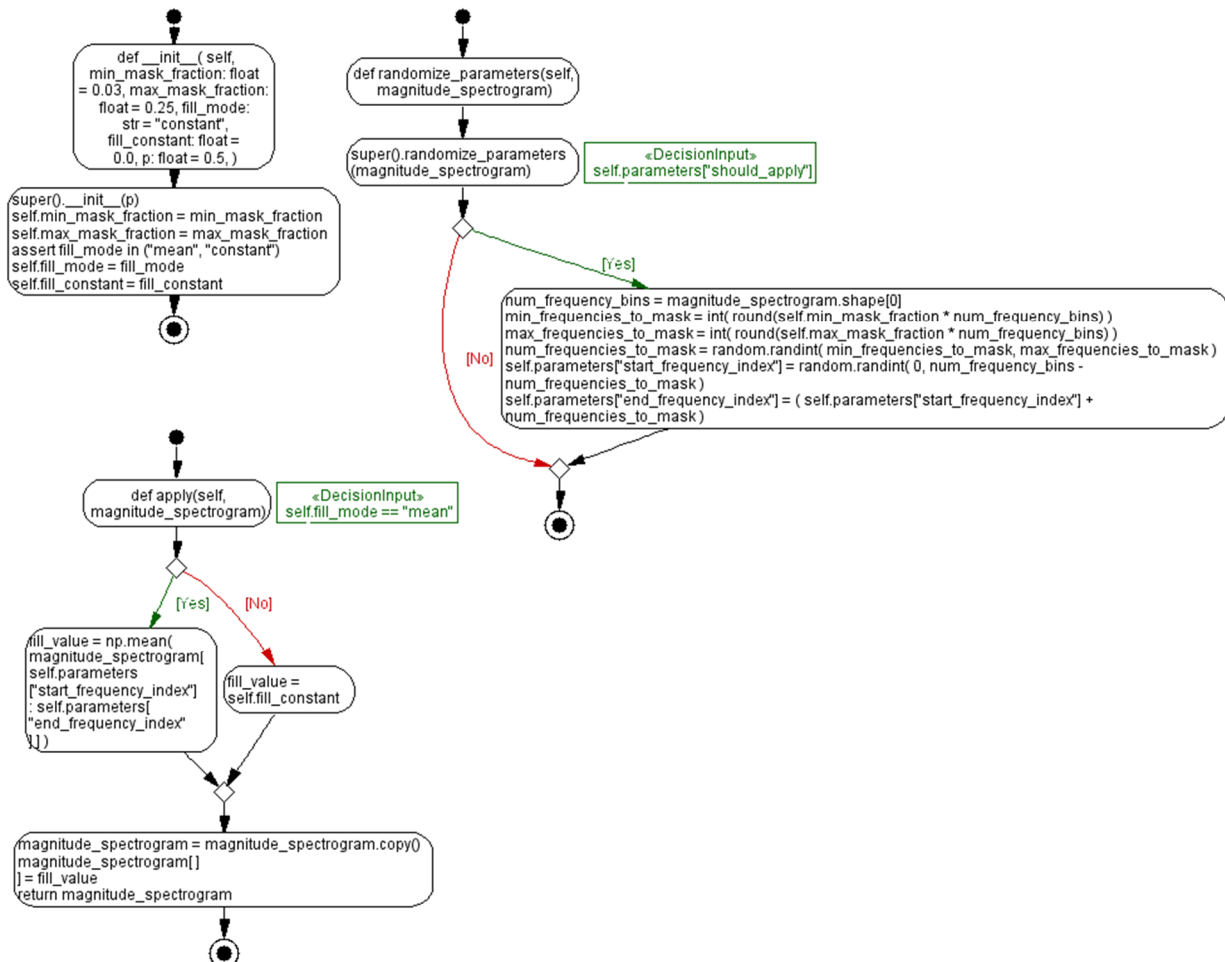 def __init__( self,
min_mask_fraction: float
= 0.03, max_mask_fraction:
float = 0.25, fill_mode:
str = "constant",
fill_constant: float =
0.0, p: float = 0.5, )
super().__init__(p)
self.min_mask_fraction = min_mask_fraction
self.max_mask_fraction = max_mask_fraction
assert fill_mode in ("mean", "constant")
self.fill_mode = fill_mode
self.fill_constant = fill_constant
def randomize_parameters(self,
magnitude_spectrogram)
super().randomize_parameters
(magnitude_spectrogram)
«DecisionInput»
self.parameters["should_apply"]
[Yes]
[No]
num_frequency_bins = magnitude_spectrogram.shape[0]
min_frequencies_to_mask = int( round(self.min_mask_fraction * num_frequency_bins) )
max_frequencies_to_mask = int( round(self.max_mask_fraction * num_frequency_bins) )
num_frequencies_to_mask = random.randint( min_frequencies_to_mask, max_frequencies_to_mask )
self.parameters["start_frequency_index"] = random.randint( 0, num_frequency_bins -
num_frequencies_to_mask )
self.parameters["end_frequency_index"] = ( self.parameters["start_frequency_index"] +
num_frequencies_to_mask )
def apply(self,
magnitude_spectrogram)
«DecisionInput»
self.fill_mode == "mean"
[Yes]
[No]
fill_value = np.mean(
magnitude_spectrogram[
self.parameters
["start_frequency_index"]
: self.parameters[
"end_frequency_index"
] ] )
fill_value =
self.fill_constant
magnitude_spectrogram = magnitude_spectrogram.copy()
magnitude_spectrogram[ ]
] = fill_value
return magnitude_spectrogram